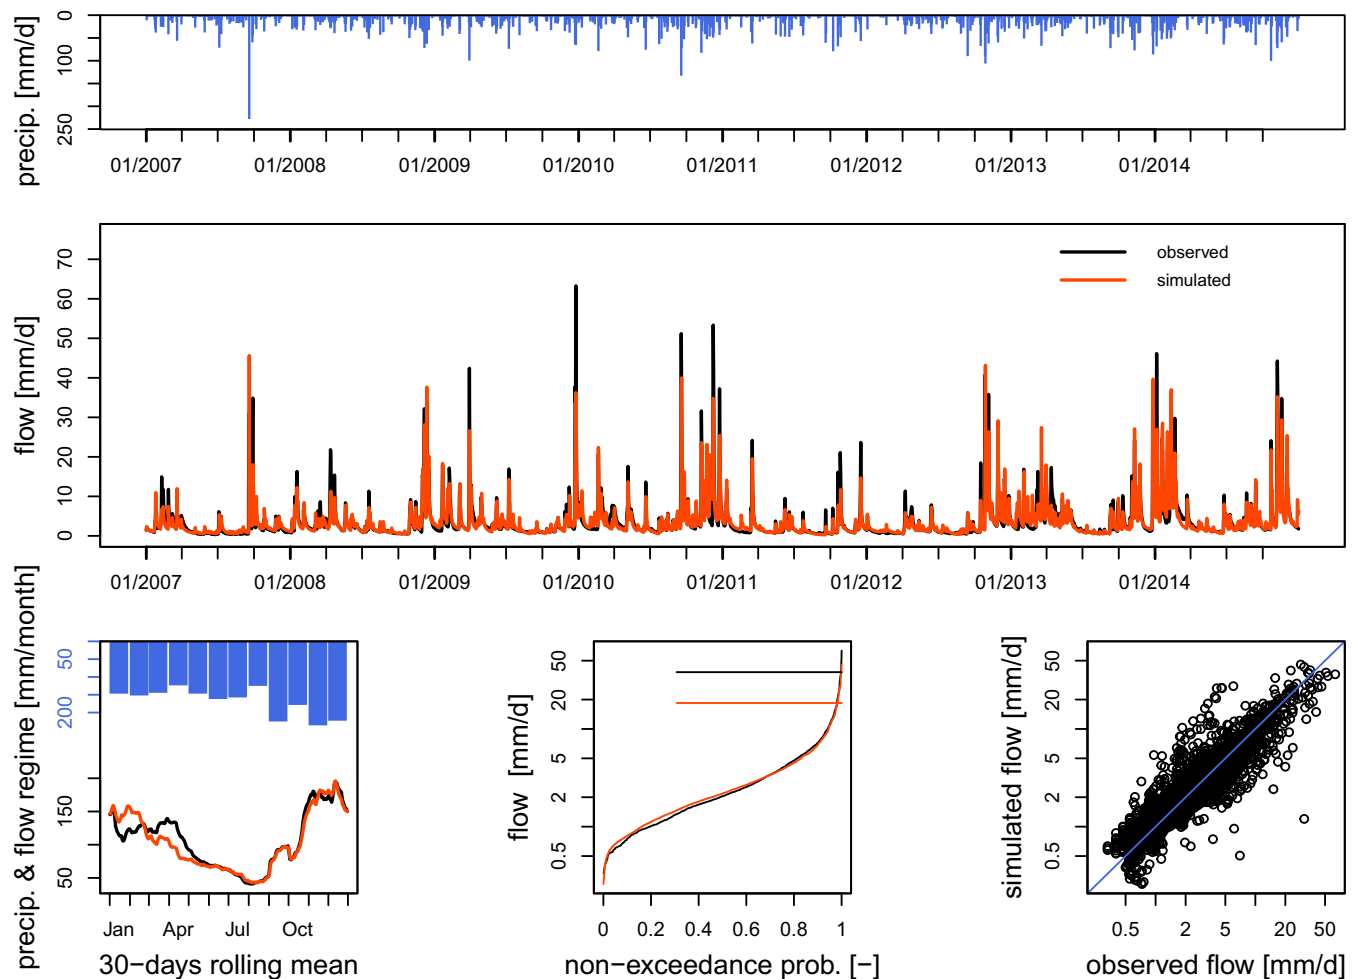 precip. [mm/d]
0
100
250
01/2007 01/2008 01/2009 01/2010 01/2011 01/2012 01/2013 01/2014
flow [mm/d]
70
60
50
40
30
20
10
0
observed
simulated
01/2007 01/2008 01/2009 01/2010 01/2011 01/2012 01/2013 01/2014
precip. & flow regime [mm/month]
50
200
150
50
Jan Apr Jul Oct
30−days rolling mean
flow [mm/d]
50
20
5
2
0.5
0 0.2 0.4 0.6 0.8 1
non−exceedance prob. [−]
simulated flow [mm/d]
50
20
5
2
0.5
0.5 2 5 20 50
observed flow [mm/d]